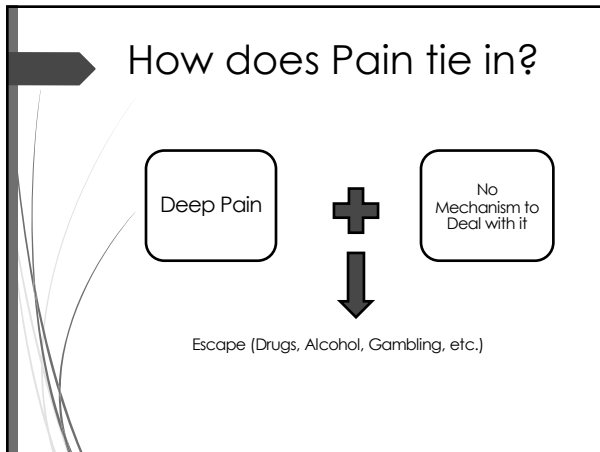 How does Pain tie in?
Deep Pain
No
Mechanism to
Deal with it
Escape (Drugs, Alcohol, Gambling, etc.)